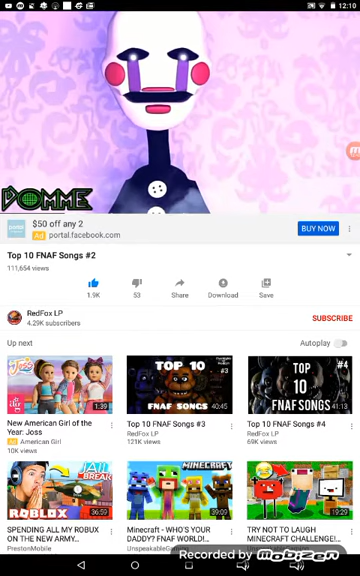 12:10
DOMME
$50 off any 2
Ad portal.facebook.com
BUY NOW
Top 10 FNAF Songs #2
111,654 views
1.9K
53
Share
Download
Save
RedFox LP
4.29K subscribers
SUBSCRIBE
Up next
Autoplay
Joss
1:39
TOP 10
#3
FNAF SONGS
40:45
#4
TOP
10
FNAF SONGS
41:13
New American Girl of the
Year: Joss
Ad American Girl
10K views
Top 10 FNAF Songs #3
RedFox LP
121K views
Top 10 FNAF Songs #4
RedFox LP
69K views
JAIL
BREAK
ROBLOX
36:59
MINECRAFT
39:09
19:29
SPENDING ALL MY ROBUX
ON THE NEW ARMY...
PrestonMobile
Minecraft - WHO'S YOUR
DADDY? FNAF WORLD!...
UnspeakableGaming
TRY NOT TO LAUGH
MINECRAFT CHALLENGE!...
Recorded by Mobizen